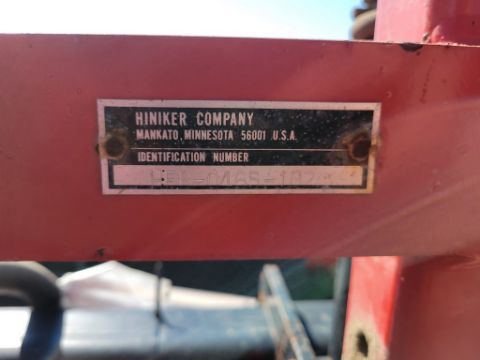 HINIKER COMPANY
MANKATO, MINNESOTA 56001 U.S.A.
IDENTIFICATION NUMBER